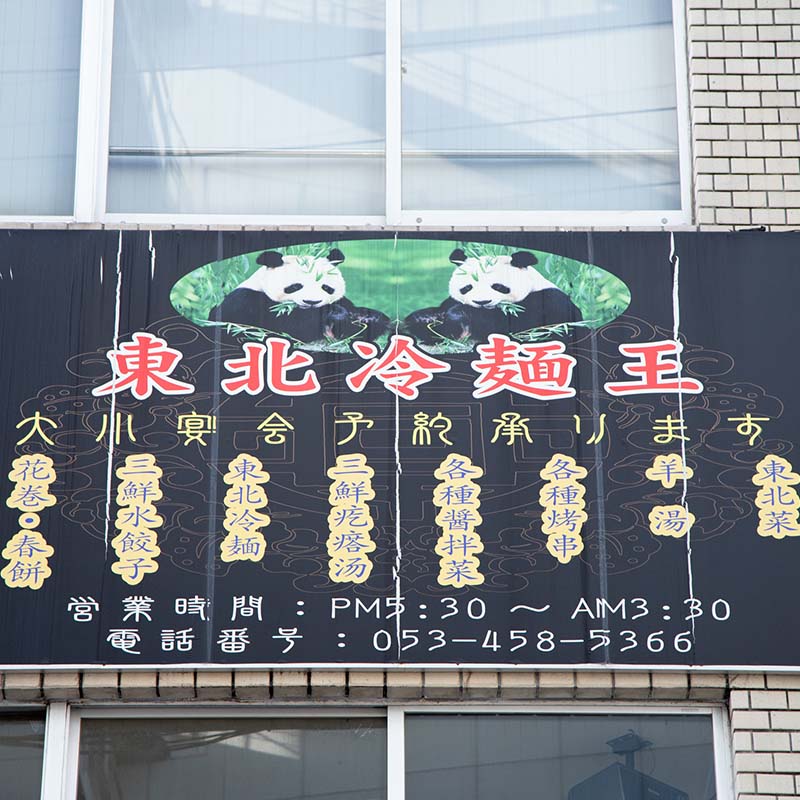 東北冷麵王
大小宴会予約承ります
東北菜
羊湯
各種烤串
各種醬拌菜
三鮮疙瘩汤
東北冷麵
三鮮水餃子
花巻・春餅
営業時間：PM5:30～AM3:30
電話番号：053-458-5366